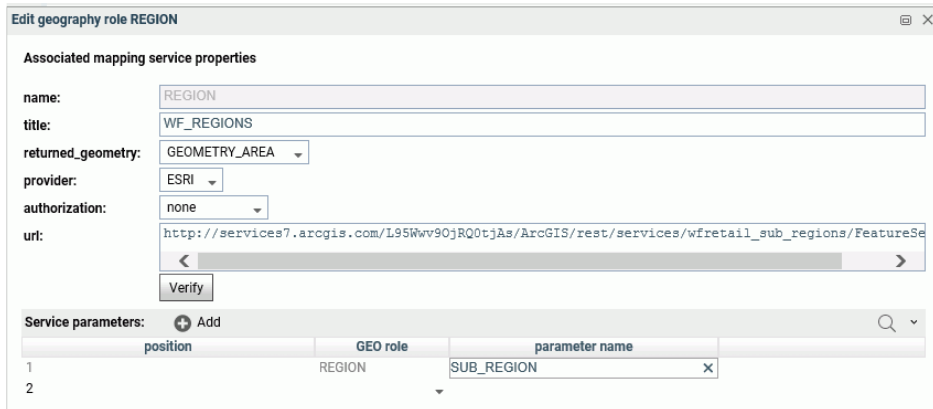 Edit geography role REGION
Associated mapping service properties
name: REGION
title: WF_REGIONS
returned_geometry: GEOMETRY_AREA
provider: ESRI
authorization: none
url: http://services7.arcgis.com/L95Wwv9OjRQ0tjAs/ArcGIS/rest/services/wfretail_sub_regions/FeatureSe
Verify
Service parameters: Add
position GEO role parameter name
1 REGION SUB_REGION
2